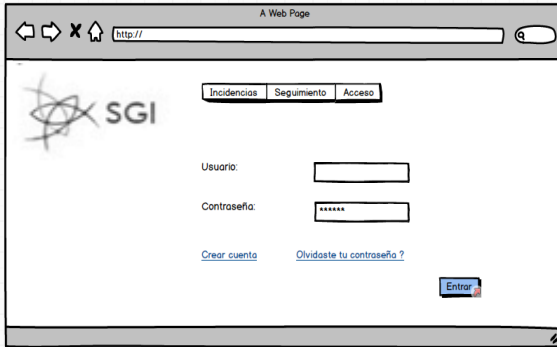 A Web Page
http://
SGI
Incidencias Seguimiento Acceso
Usuario:
Contraseña: ******
Crear cuenta Olvidaste tu contraseña ?
Entrar